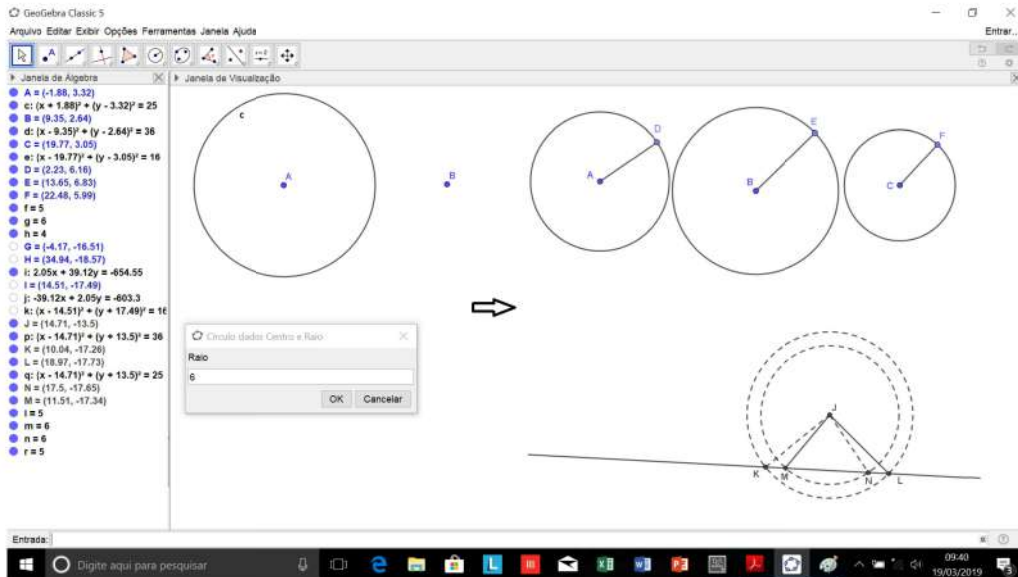 GeoGebra Classic 5
Arquivo Editar Exibir Opções Ferramentas Janela Ajuda
Entrar...
Janela de Álgebra
Janela de Visualização
A = (-1.88, 3.32)
c: (x + 1.88)² + (y - 3.32)² = 25
B = (9.35, 2.64)
d: (x - 9.35)² + (y - 2.64)² = 36
C = (19.77, 3.05)
e: (x - 19.77)² + (y - 3.05)² = 16
D = (2.23, 6.16)
E = (13.65, 6.83)
F = (22.48, 5.99)
f = 5
g = 6
h = 4
G = (-4.17, -16.51)
H = (34.94, -18.57)
i: 2.05x + 39.12y = -654.55
I = (14.51, -17.49)
j: -39.12x + 2.05y = -603.3
k: (x - 14.51)² + (y + 17.49)² = 16
J = (14.71, -13.5)
p: (x - 14.71)² + (y + 13.5)² = 36
K = (10.04, -17.26)
L = (18.97, -17.73)
q: (x - 14.71)² + (y + 13.5)² = 25
N = (17.5, -17.65)
M = (11.51, -17.34)
l = 5
m = 6
n = 6
r = 5
c
A
B
A
D
B
E
C
F
Círculo dados Centro e Raio
Raio
6
OK Cancelar
J
K M N L
Entrada:
Digite aqui para pesquisar
09:40
19/03/2019